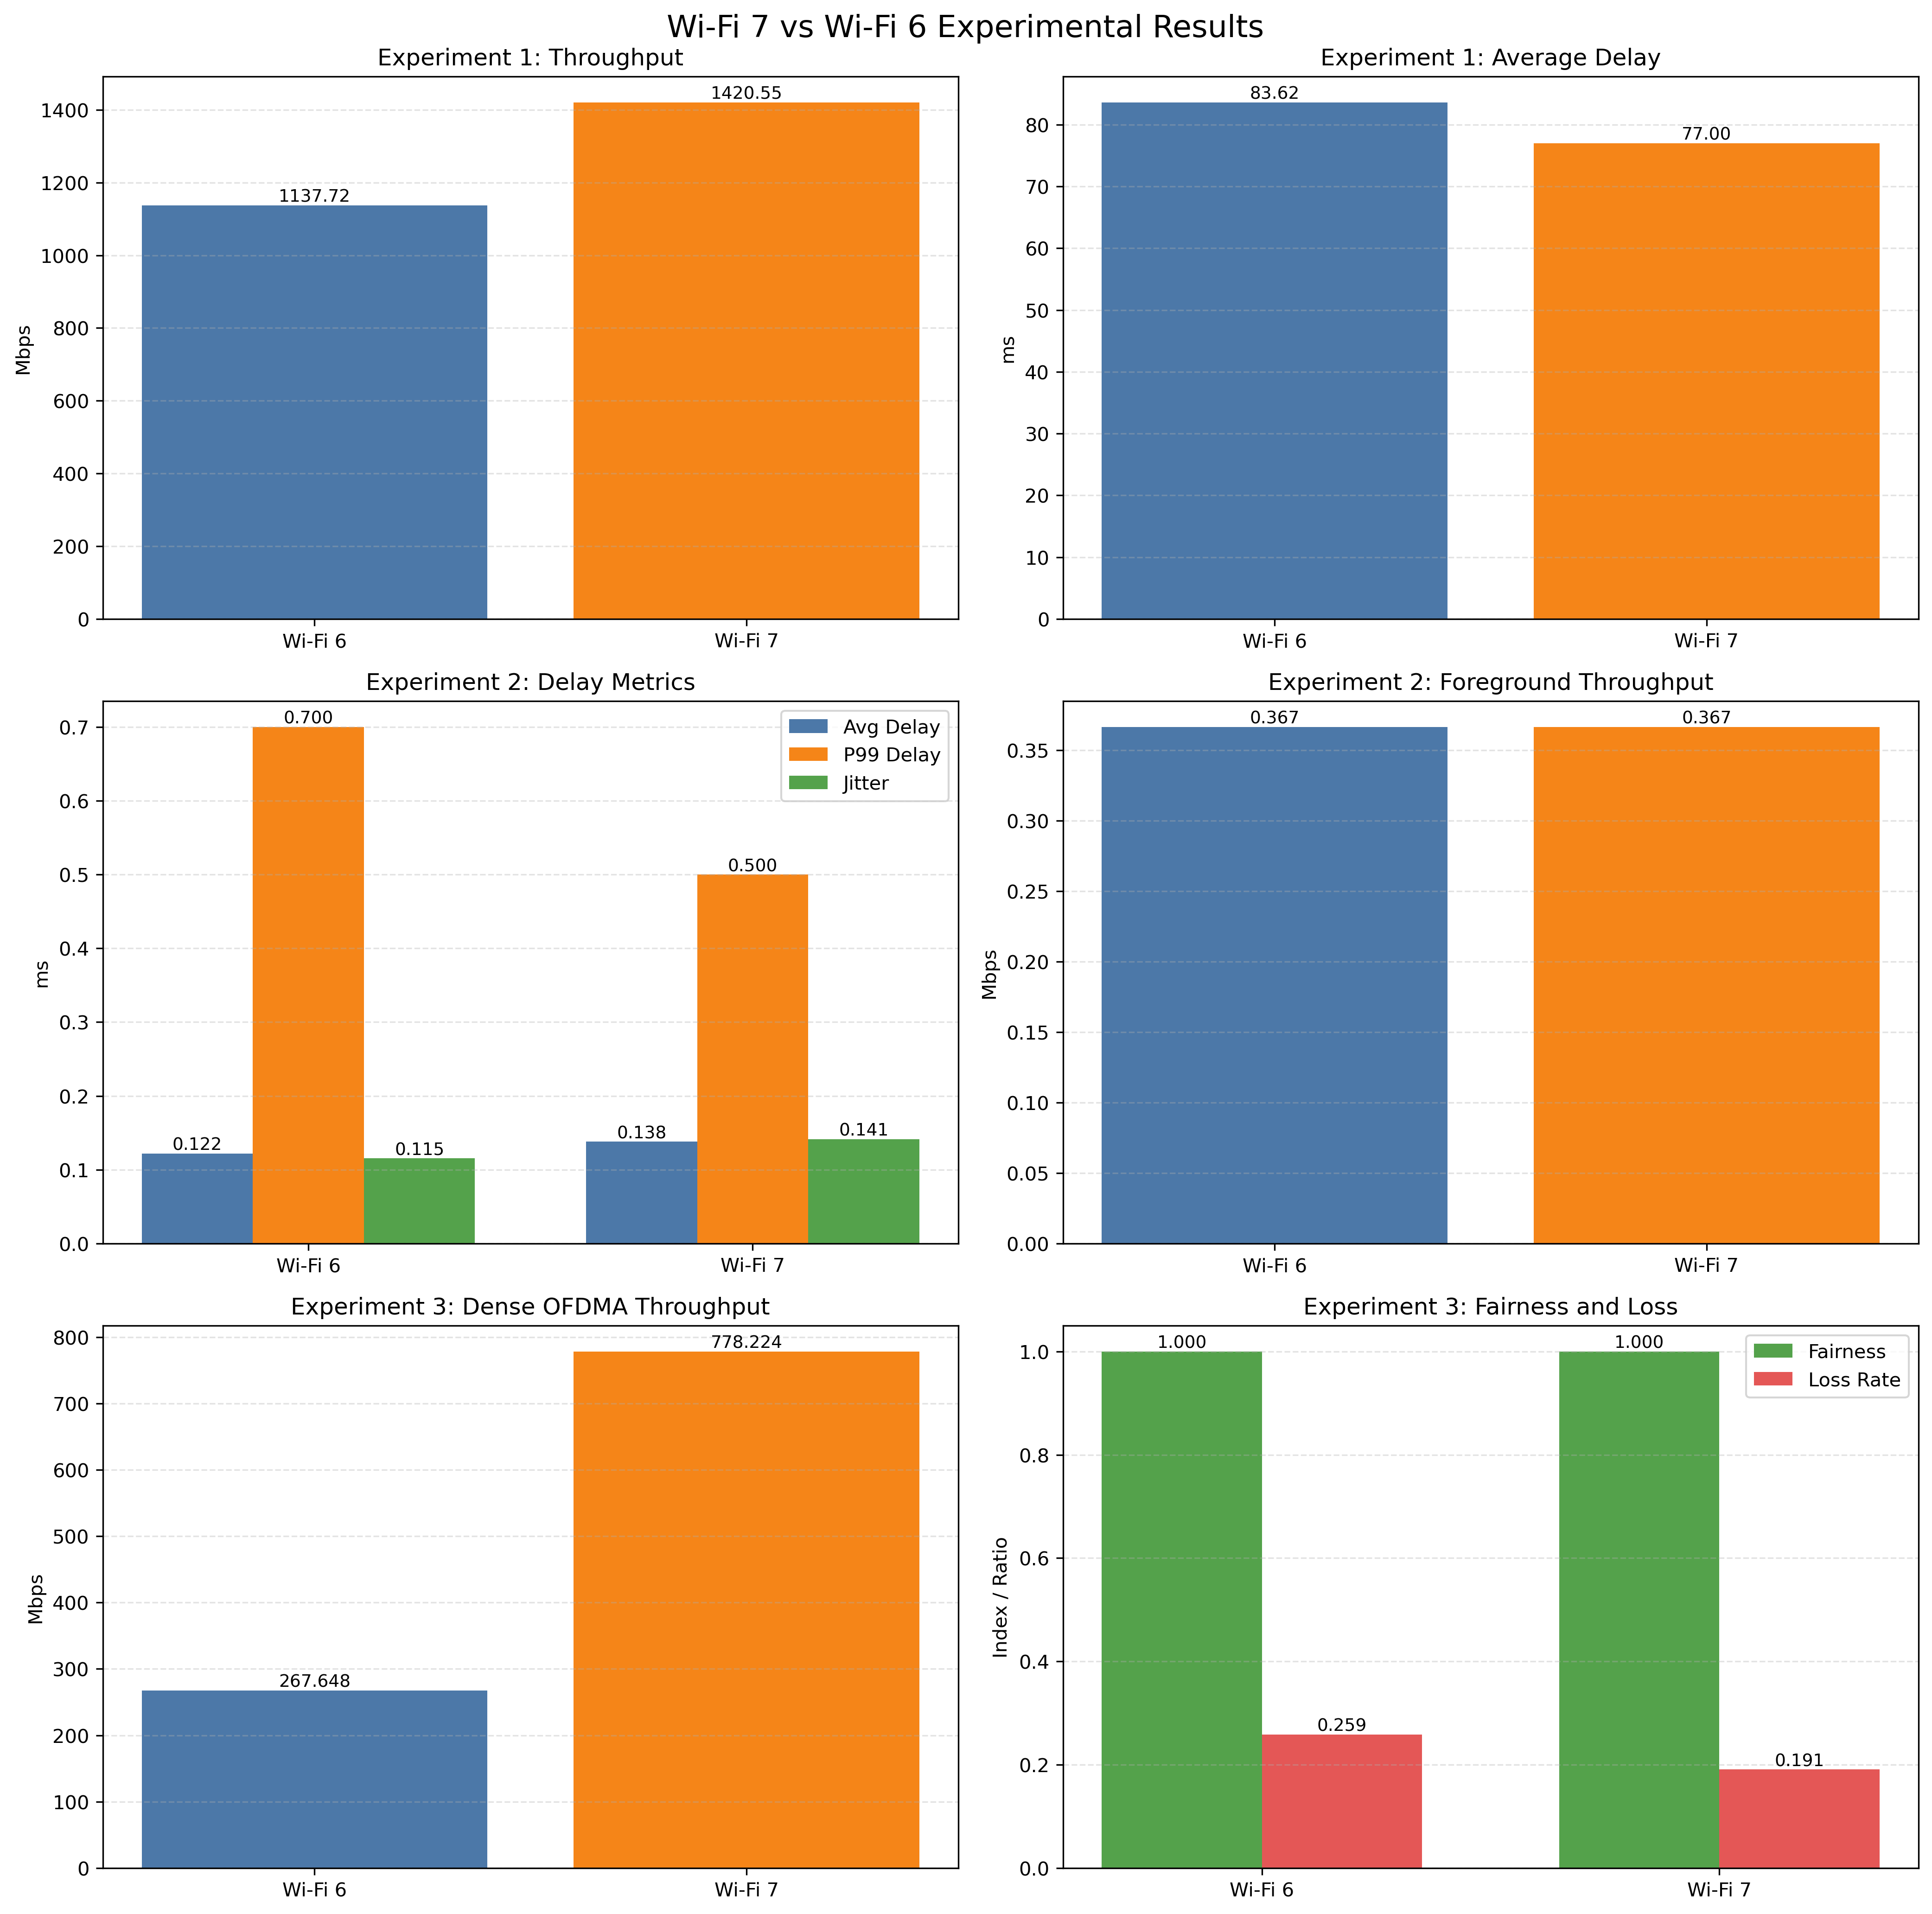 Wi-Fi 7 vs Wi-Fi 6 Experimental Results
Experiment 1: Throughput
1420.55
1400
1200
1137.72
1000
Mbps
800
600
400
200
0
Wi-Fi 6
Wi-Fi 7
Experiment 1: Average Delay
83.62
80
77.00
70
60
50
ms
40
30
20
10
0
Wi-Fi 6
Wi-Fi 7
Experiment 2: Delay Metrics
0.700
0.7
Avg Delay
P99 Delay
Jitter
0.6
0.500
0.5
0.4
ms
0.3
0.2
0.122
0.115
0.138
0.141
0.1
0.0
Wi-Fi 6
Wi-Fi 7
Experiment 2: Foreground Throughput
0.367
0.367
0.35
0.30
0.25
0.20
Mbps
0.15
0.10
0.05
0.00
Wi-Fi 6
Wi-Fi 7
Experiment 3: Dense OFDMA Throughput
800
778.224
700
600
500
Mbps
400
300
267.648
200
100
0
Wi-Fi 6
Wi-Fi 7
Experiment 3: Fairness and Loss
1.000
1.000
1.0
Fairness
Loss Rate
0.8
0.6
Index / Ratio
0.4
0.259
0.2
0.191
0.0
Wi-Fi 6
Wi-Fi 7